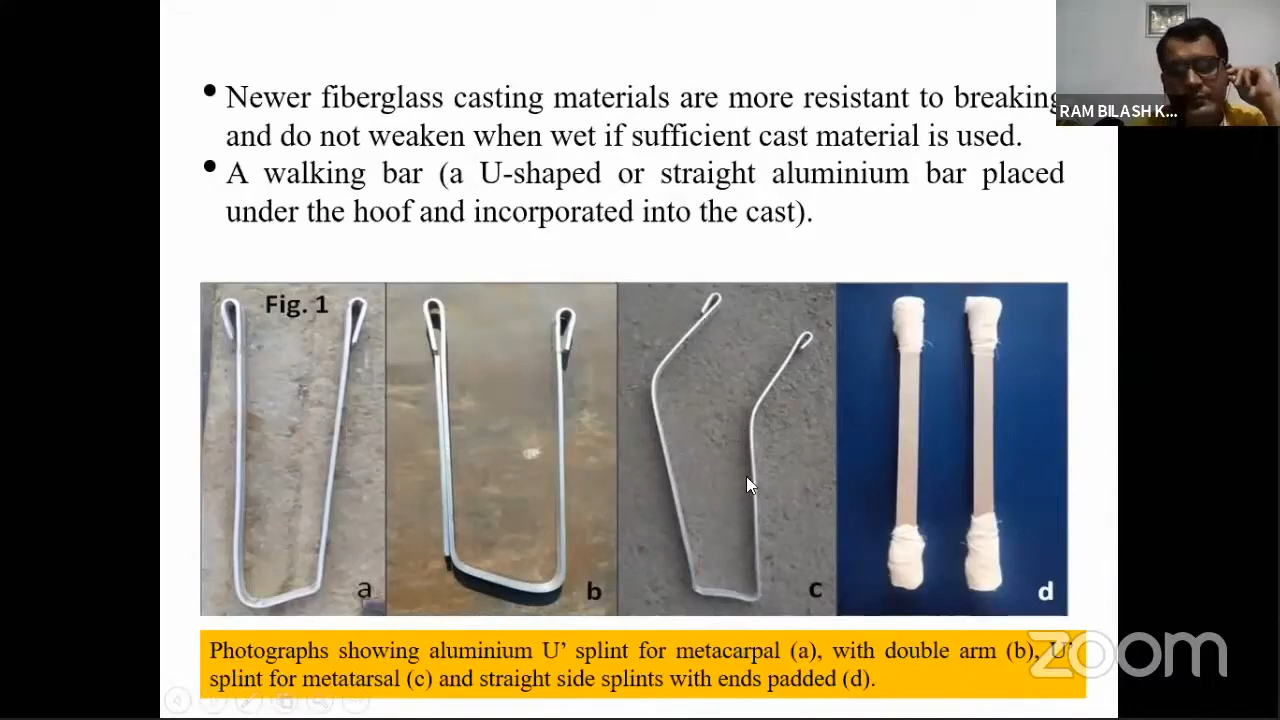 Newer fiberglass casting materials are more resistant to breaking
and do not weaken when wet if sufficient cast material is used.
A walking bar (a U-shaped or straight aluminium bar placed
under the hoof and incorporated into the cast).
RAM BILASH K...
Fig. 1
a
b
c
d
Photographs showing aluminium U’ splint for metacarpal (a), with double arm (b), U’
splint for metatarsal (c) and straight side splints with ends padded (d).
zoom